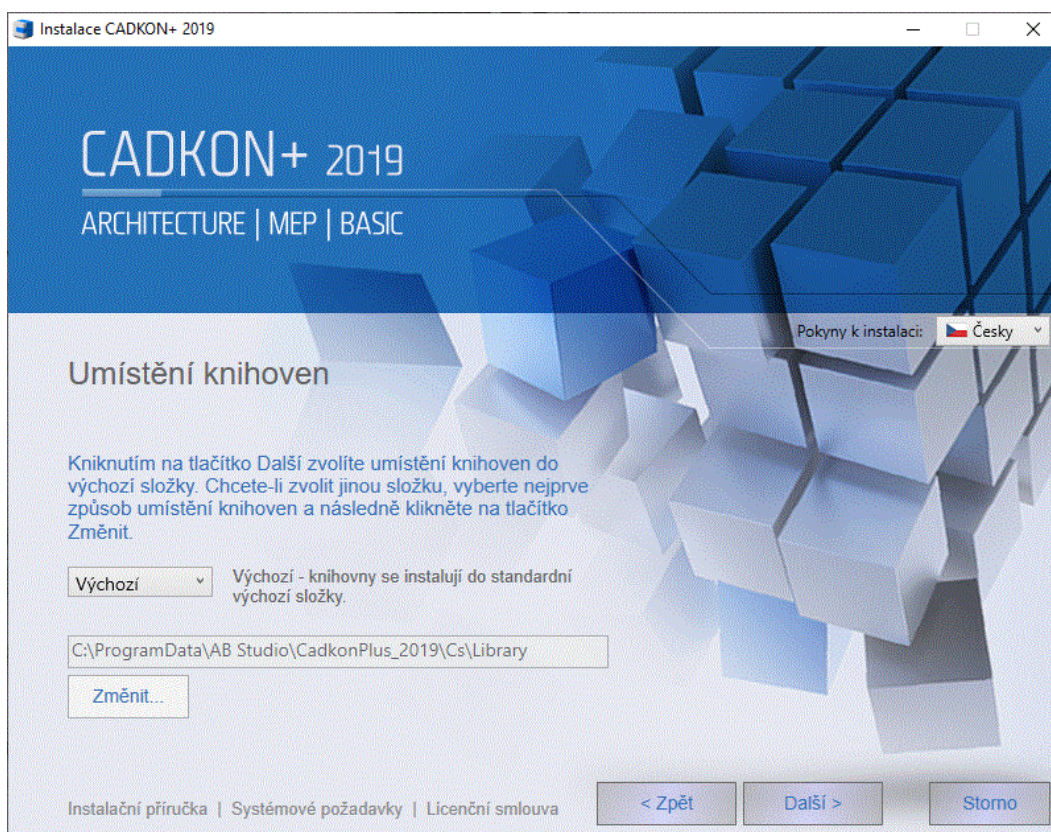 Instalace CADKON+ 2019
CADKON+ 2019
ARCHITECTURE | MEP | BASIC
Pokyny k instalaci:
Česky
Umístění knihoven
Kniknutím na tlačítko Další zvolíte umístění knihoven do
výchozí složky. Chcete-li zvolit jinou složku, vyberte nejprve
způsob umístění knihoven a následně klikněte na tlačítko
Změnit.
Výchozí
Výchozí - knihovny se instalují do standardní
výchozí složky.
C:\ProgramData\AB Studio\CadkonPlus_2019\Cs\Library
Změnit...
Instalační příručka | Systémové požadavky | Licenční smlouva
< Zpět
Další >
Storno